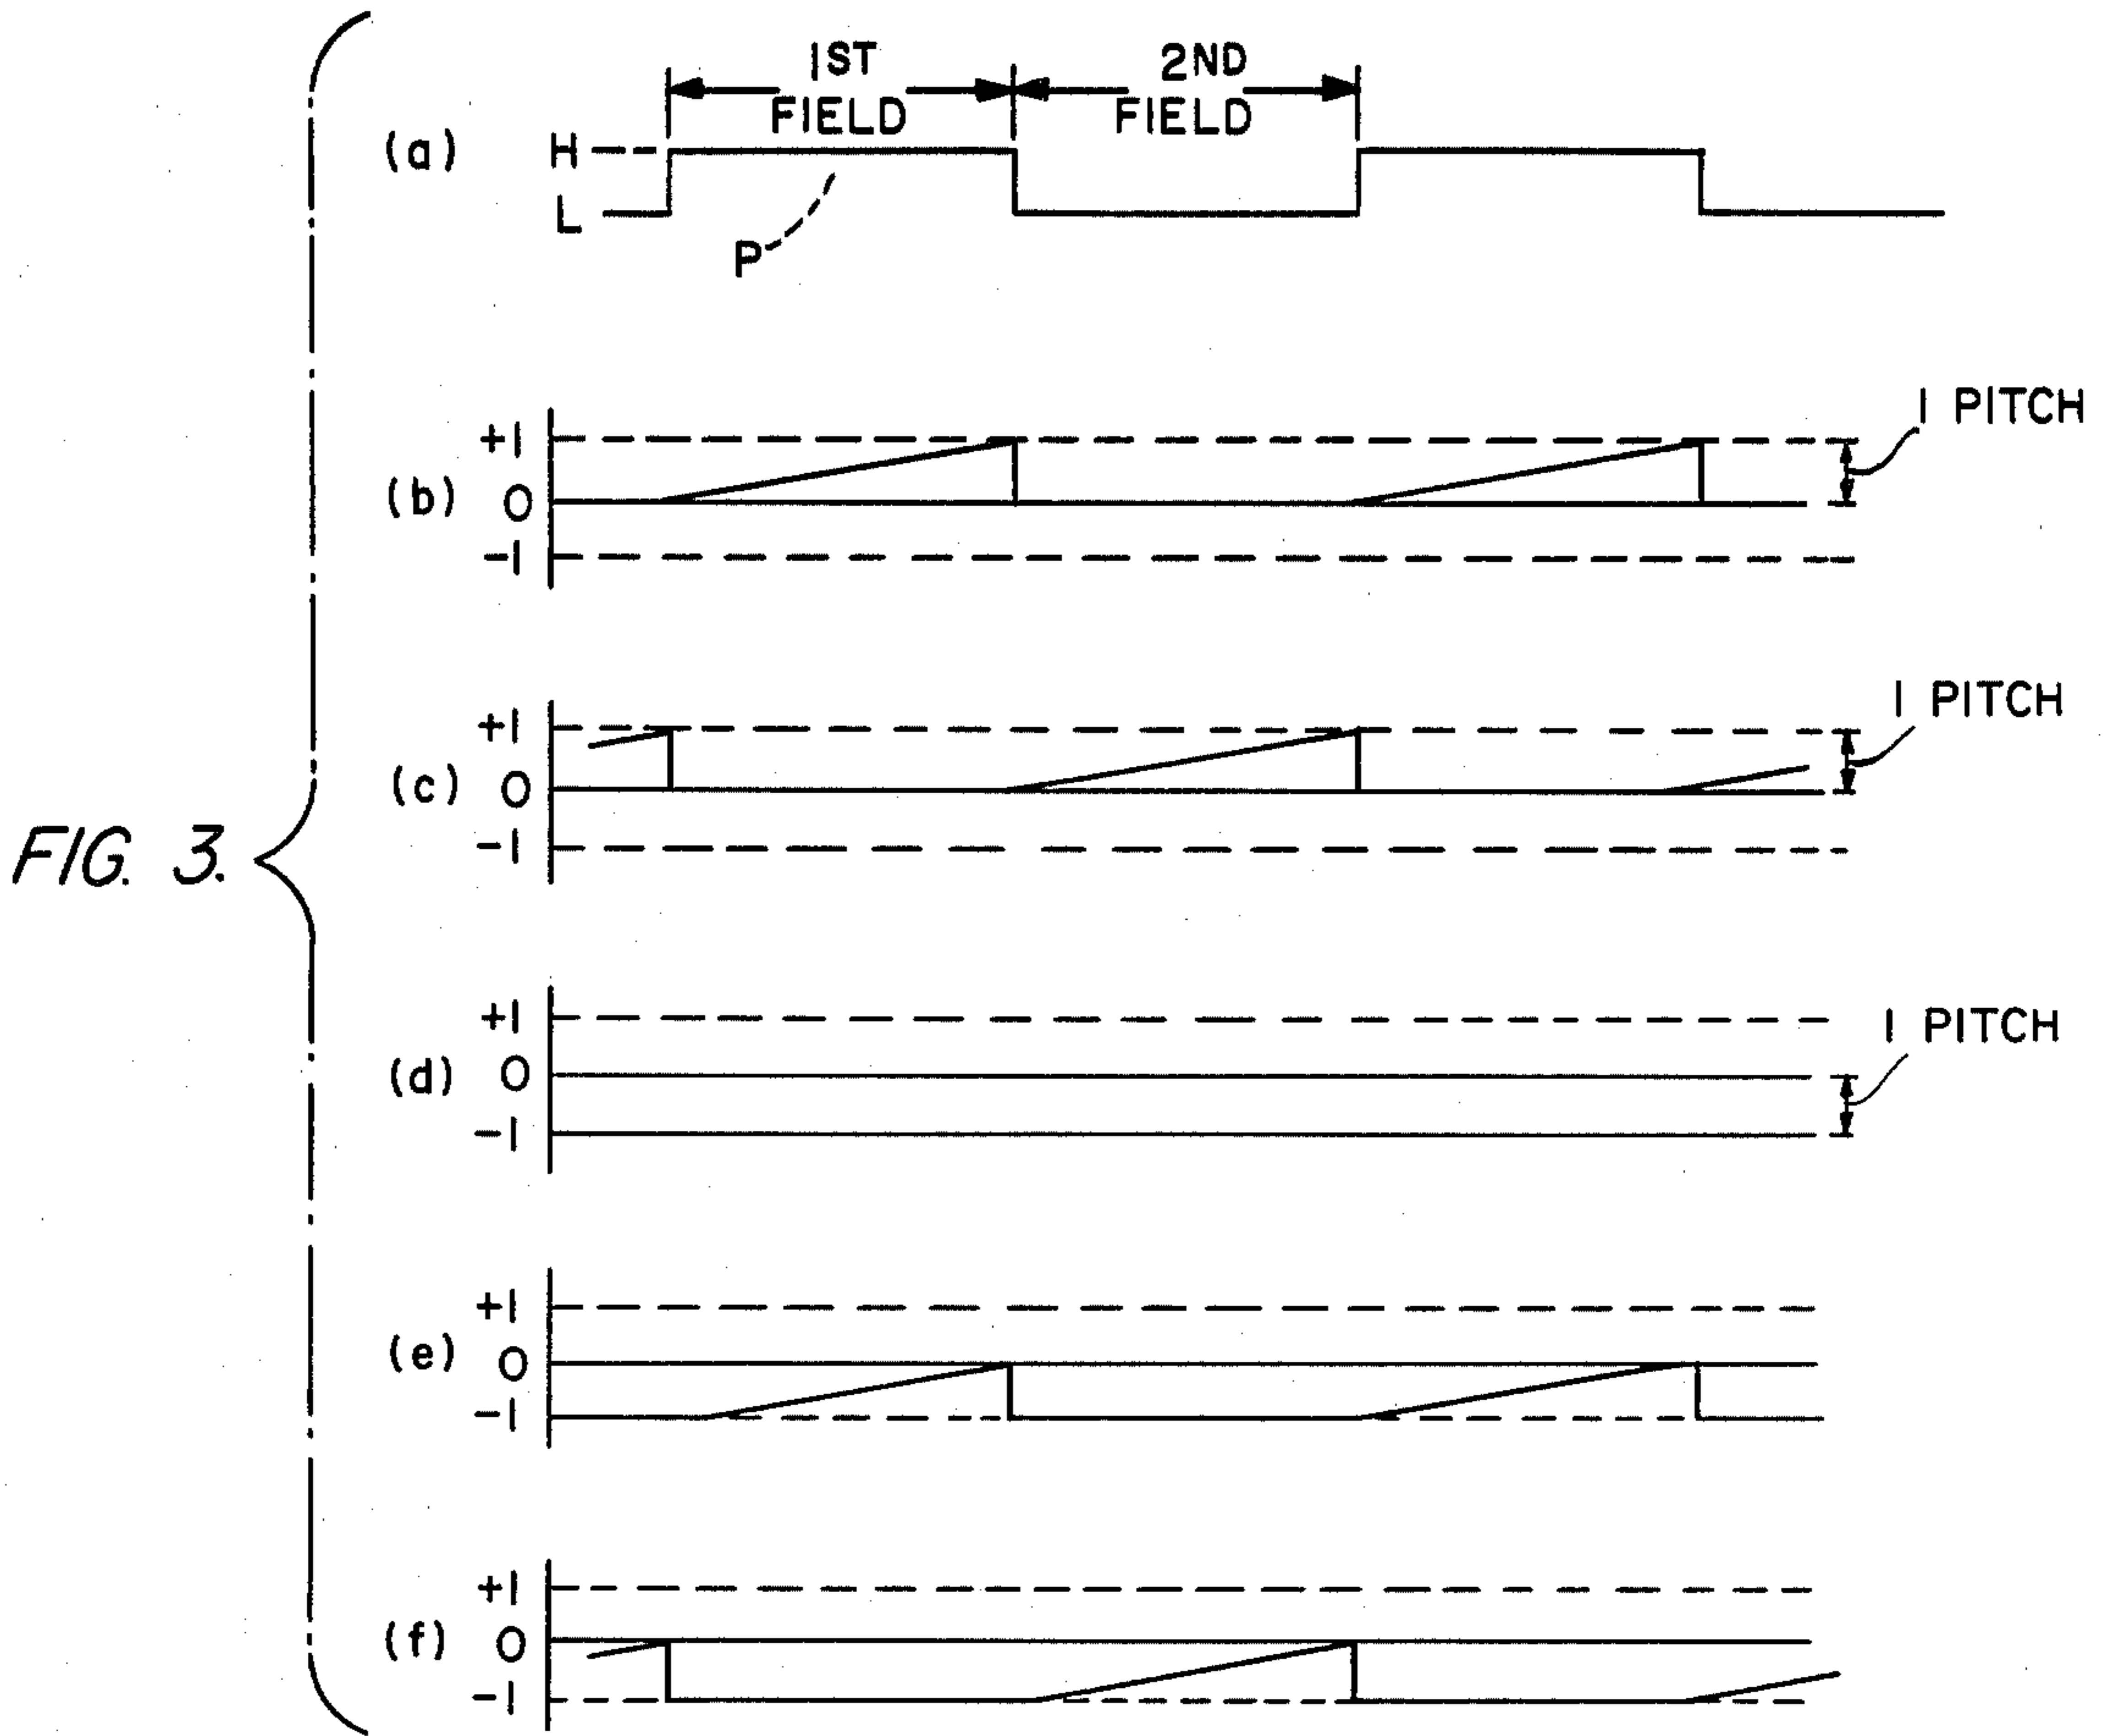 1ST FIELD
2ND FIELD
(a)
H
L
P
1 PITCH
+1
(b)
0
-1
1 PITCH
+1
(c)
0
-1
FIG. 3.
+1
1 PITCH
(d)
0
-1
+1
(e)
0
-1
+1
(f)
0
-1